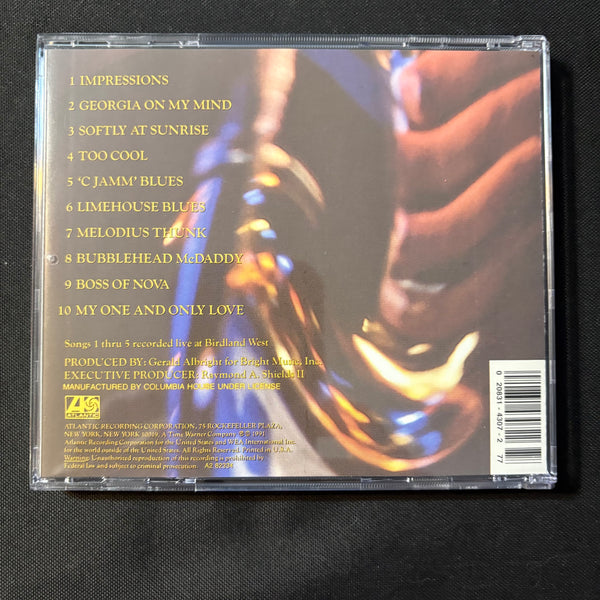 1 IMPRESSIONS
2 GEORGIA ON MY MIND
3 SOFTLY AT SUNRISE
4 TOO COOL
5 'C JAMM' BLUES
6 LIMEHOUSE BLUES
7 MELODIUS THUNK
8 BUBBLEHEAD McDADDY
9 BOSS OF NOVA
10 MY ONE AND ONLY LOVE
Songs 1 thru 5 recorded live at Birdland West
PRODUCED BY: Gerald Albright for Bright Music, Inc.
EXECUTIVE PRODUCER: Raymond A. Shields II
MANUFACTURED BY COLUMBIA HOUSE UNDER LICENSE
ATLANTIC
ATLANTIC RECORDING CORPORATION, 75 ROCKEFELLER PLAZA,
NEW YORK, NEW YORK 10019. A Time Warner Company. ℗ © 1991
Atlantic Recording Corporation for the United States and WEA International Inc.
for the world outside of the United States. All Rights Reserved. Printed in U.S.A.
Warning: Unauthorized reproduction of this recording is prohibited by
Federal law and subject to criminal prosecution. A2 82334
0 20831-4307-2 77